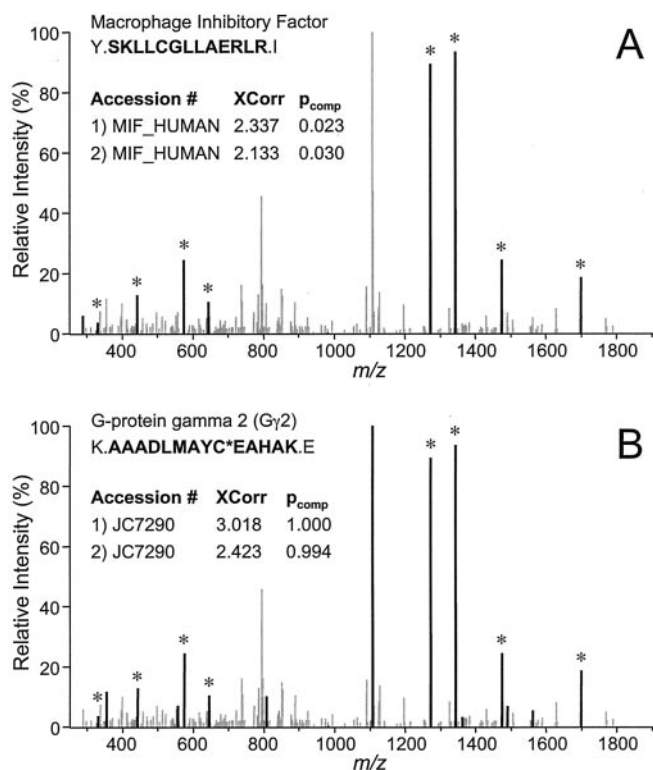 Macrophage Inhibitory Factor
Y.SKLLCGLLAERLR.I
A
Accession # XCorr pcomp
1) MIF_HUMAN 2.337 0.023
2) MIF_HUMAN 2.133 0.030
Relative Intensity (%)
100
80
60
40
20
0
* * * * * * * *
400 600 800 1000 1200 1400 1600 1800
m/z
G-protein gamma 2 (Gγ2)
K.AAADLMAYC*EAHAK.E
B
Accession # XCorr pcomp
1) JC7290 3.018 1.000
2) JC7290 2.423 0.994
Relative Intensity (%)
100
80
60
40
20
0
* * * * * * * *
400 600 800 1000 1200 1400 1600 1800
m/z